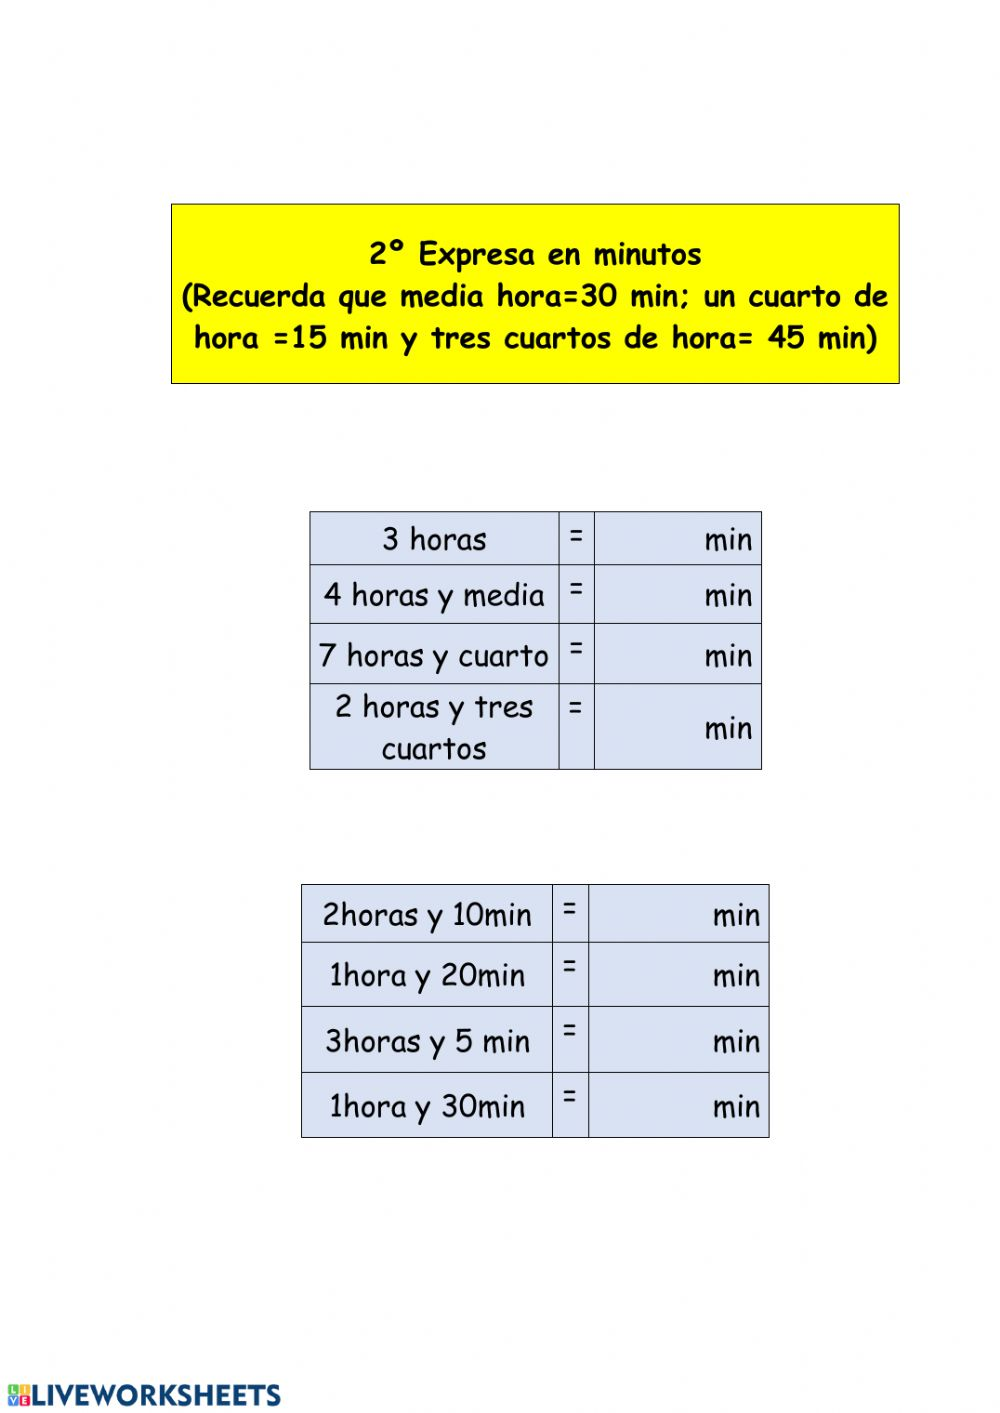 2º Expresa en minutos
(Recuerda que media hora=30 min; un cuarto de
hora =15 min y tres cuartos de hora= 45 min)
3 horas = min
4 horas y media = min
7 horas y cuarto = min
2 horas y tres
cuartos = min
2horas y 10min = min
1hora y 20min = min
3horas y 5 min = min
1hora y 30min = min
LIVE LIVEWORKSHEETS